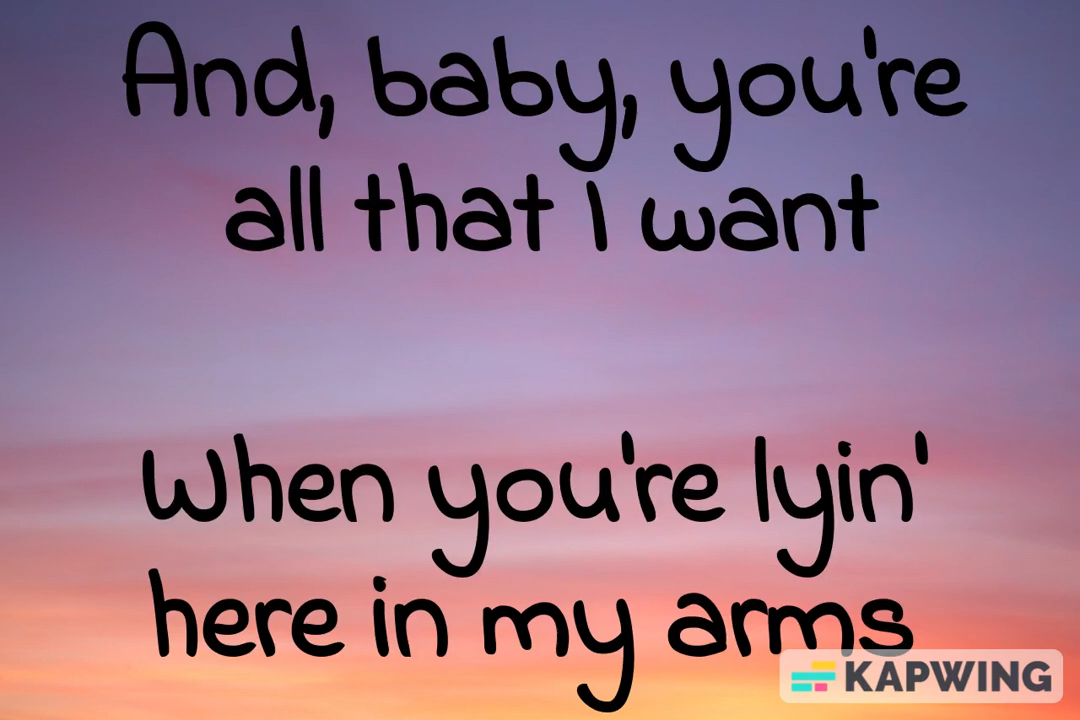 And, baby, you're
all that I want
When you're lyin'
here in my arms
KAPWING